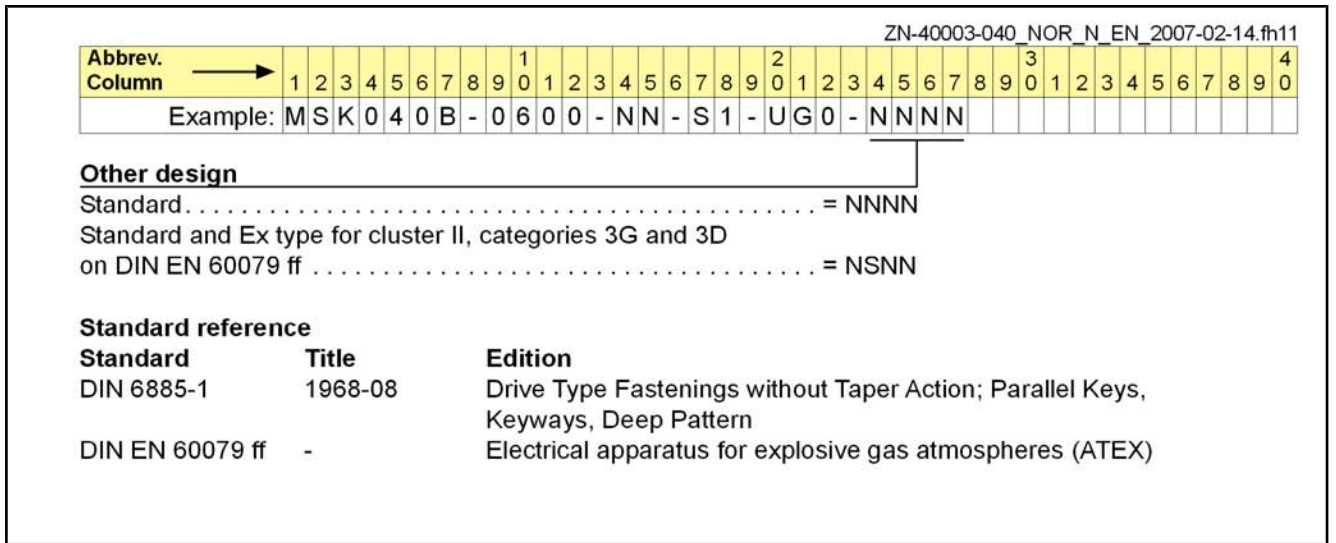 ZN-40003-040_NOR_N_EN_2007-02-14.fh11
Abbrev. 1 2 3 4
Column 1 2 3 4 5 6 7 8 9 0 1 2 3 4 5 6 7 8 9 0 1 2 3 4 5 6 7 8 9 0 1 2 3 4 5 6 7 8 9 0
Example: M S K 0 4 0 B - 0 6 0 0 - N N - S 1 - U G 0 - N N N N
Other design
Standard. . . . . . . . . . . . . . . . . . . . . . . . . . . . . . . . . . . . . . . . . . . . . = NNNN
Standard and Ex type for cluster II, categories 3G and 3D
on DIN EN 60079 ff . . . . . . . . . . . . . . . . . . . . . . . . . . . . . . . . . . . . = NSNN
Standard reference
Standard Title Edition
DIN 6885-1 1968-08 Drive Type Fastenings without Taper Action; Parallel Keys,
Keyways, Deep Pattern
DIN EN 60079 ff - Electrical apparatus for explosive gas atmospheres (ATEX)